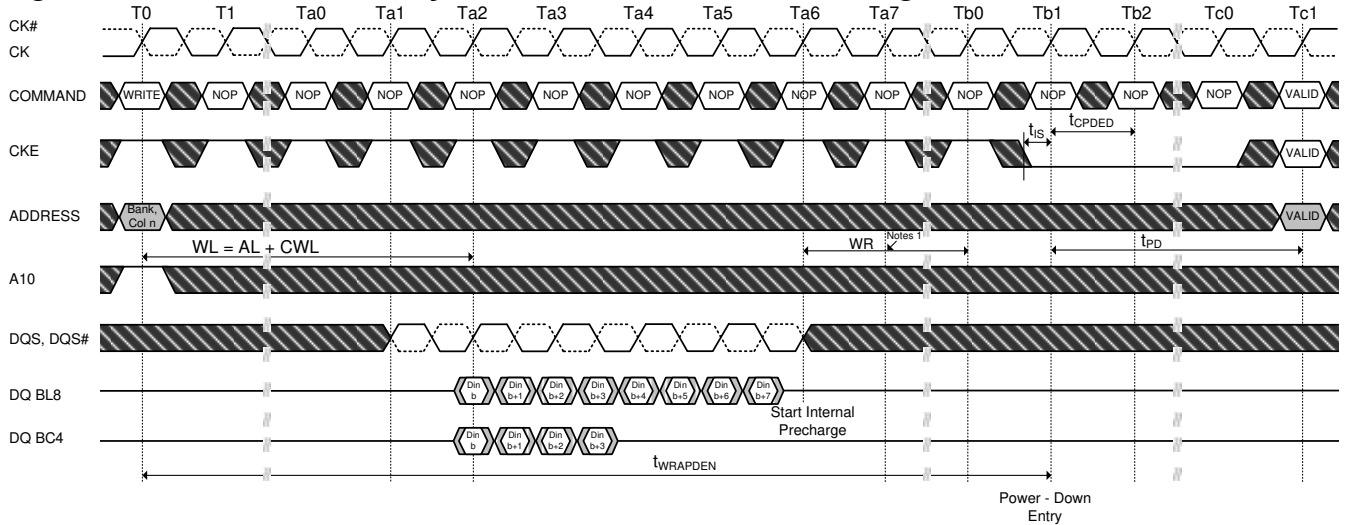 T0 T1 Ta0 Ta1 Ta2 Ta3 Ta4 Ta5 Ta6 Ta7 Tb0 Tb1 Tb2 Tc0 Tc1
CK#
CK
COMMAND WRITE NOP NOP NOP NOP NOP NOP NOP NOP NOP NOP NOP NOP NOP VALID
tIS tCPDED
CKE VALID
ADDRESS Bank, Col n VALID
WL = AL + CWL WR Notes 1 tPD
A10
DQS, DQS#
DQ BL8 Din b Din b+1 Din b+2 Din b+3 Din b+4 Din b+5 Din b+6 Din b+7
Start Internal
Precharge
DQ BC4 Din b Din b+1 Din b+2 Din b+3
tWRAPDEN
Power - Down
Entry